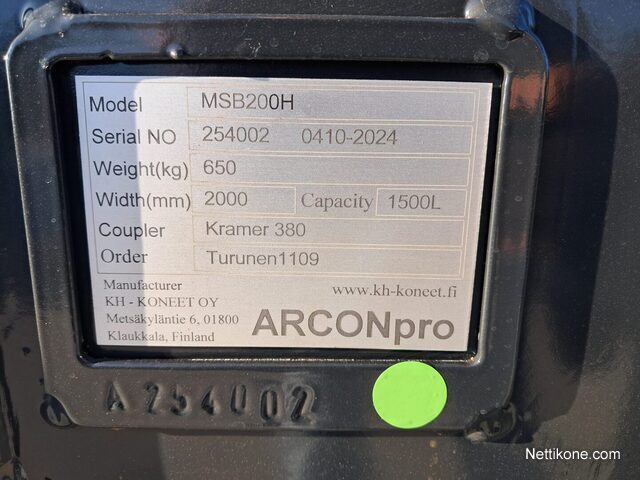 Model MSB200H
Serial NO 254002 0410-2024
Weight(kg) 650
Width(mm) 2000 Capacity 1500L
Coupler Kramer 380
Order Turunen1109
Manufacturer www.kh-koneet.fi
KH - KONEET OY
Metsäkyläntie 6, 01800
Klaukkala, Finland
ARCONpro
A254002
Nettikone.com